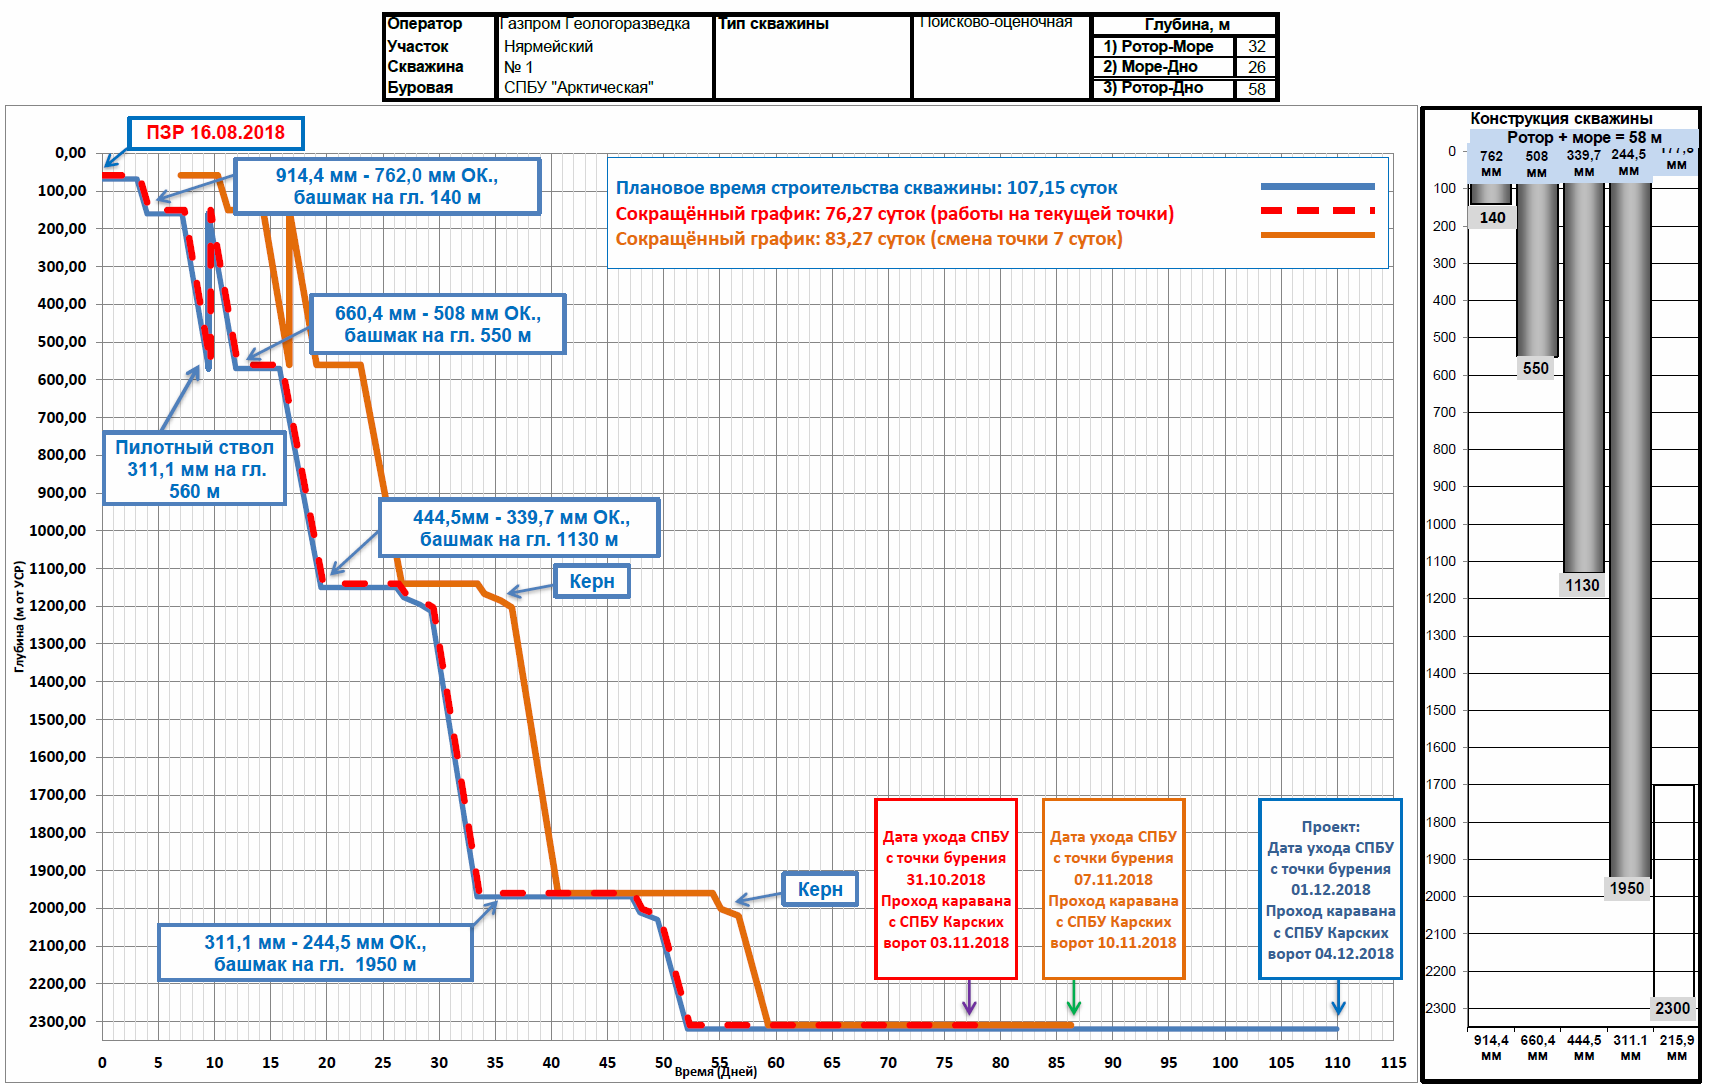 Оператор Газпром Геологоразведка Тип скважины Поисково-оценочная Глубина, м
Участок Нярмейский 1) Ротор-Море 32
Скважина № 1 2) Море-Дно 26
Буровая СПБУ "Арктическая" 3) Ротор-Дно 58
ПЗР 16.08.2018
914,4 мм - 762,0 мм ОК.,
башмак на гл. 140 м
Плановое время строительства скважины: 107,15 суток
Сокращённый график: 76,27 суток (работы на текущей точки)
Сокращённый график: 83,27 суток (смена точки 7 суток)
660,4 мм - 508 мм ОК.,
башмак на гл. 550 м
Пилотный ствол
311,1 мм на гл.
560 м
444,5мм - 339,7 мм ОК.,
башмак на гл. 1130 м
Керн
Керн
311,1 мм - 244,5 мм ОК.,
башмак на гл. 1950 м
Дата ухода СПБУ
с точки бурения
31.10.2018
Проход каравана
с СПБУ Карских
ворот 03.11.2018
Дата ухода СПБУ
с точки бурения
07.11.2018
Проход каравана
с СПБУ Карских
ворот 10.11.2018
Проект:
Дата ухода СПБУ
с точки бурения
01.12.2018
Проход каравана
с СПБУ Карских
ворот 04.12.2018
Глубина (м от УСР)
0,00
100,00
200,00
300,00
400,00
500,00
600,00
700,00
800,00
900,00
1000,00
1100,00
1200,00
1300,00
1400,00
1500,00
1600,00
1700,00
1800,00
1900,00
2000,00
2100,00
2200,00
2300,00
0 5 10 15 20 25 30 35 40 45 50 55 60 65 70 75 80 85 90 95 100 105 110 115
Время (Дней)
Конструкция скважины
Ротор + море = 58 м
762 508 339,7 244,5 177,8
мм мм мм мм мм
0
100
200
300
400
500
600
700
800
900
1000
1100
1200
1300
1400
1500
1600
1700
1800
1900
2000
2100
2200
2300
140
550
1130
1950
2300
914,4 660,4 444,5 311.1 215,9
мм мм мм мм мм